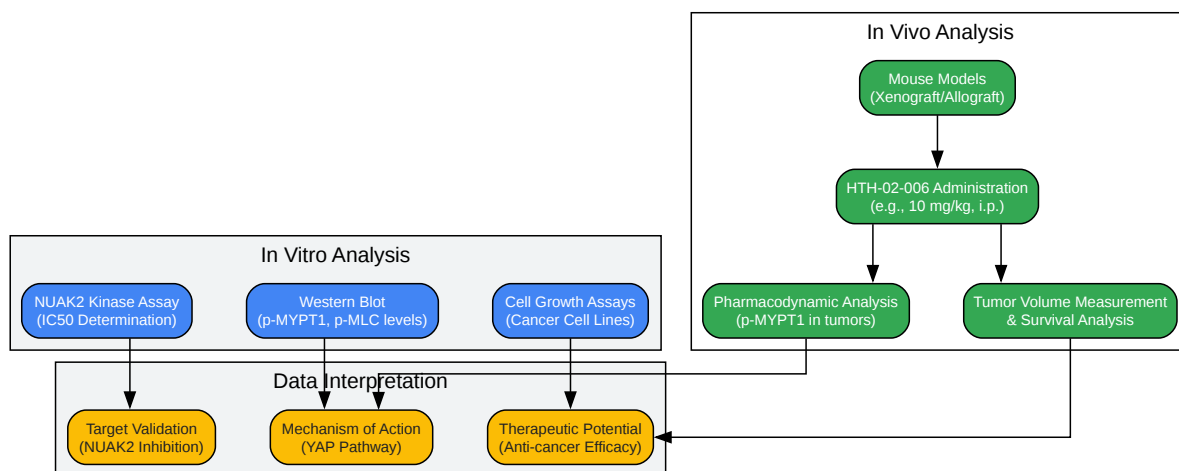 In Vivo Analysis
Mouse Models
(Xenograft/Allograft)
HTH-02-006 Administration
(e.g., 10 mg/kg, i.p.)
Pharmacodynamic Analysis
(p-MYPT1 in tumors)
Tumor Volume Measurement
& Survival Analysis
In Vitro Analysis
NUAK2 Kinase Assay
(IC50 Determination)
Western Blot
(p-MYPT1, p-MLC levels)
Cell Growth Assays
(Cancer Cell Lines)
Data Interpretation
Target Validation
(NUAK2 Inhibition)
Mechanism of Action
(YAP Pathway)
Therapeutic Potential
(Anti-cancer Efficacy)